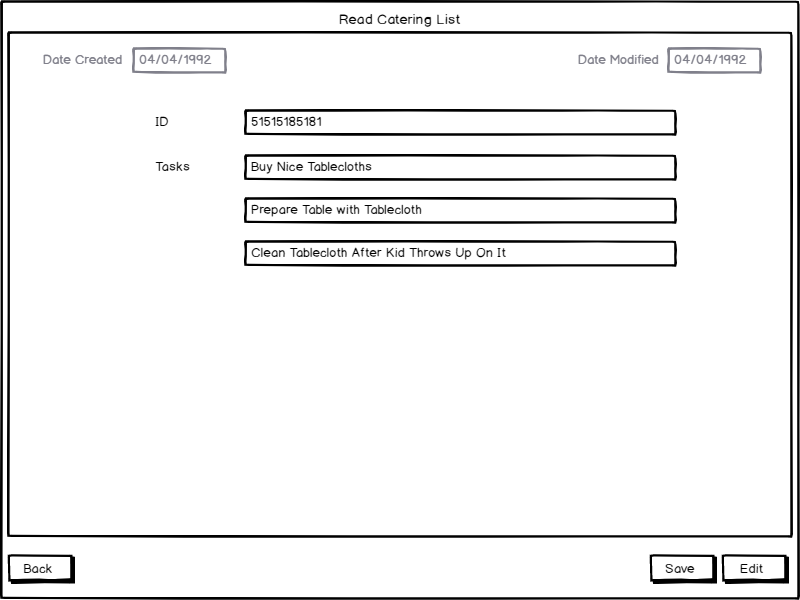 Read Catering List
Date Created 04/04/1992 Date Modified 04/04/1992
ID 51515185181
Tasks Buy Nice Tablecloths
Prepare Table with Tablecloth
Clean Tablecloth After Kid Throws Up On It
Back Save Edit